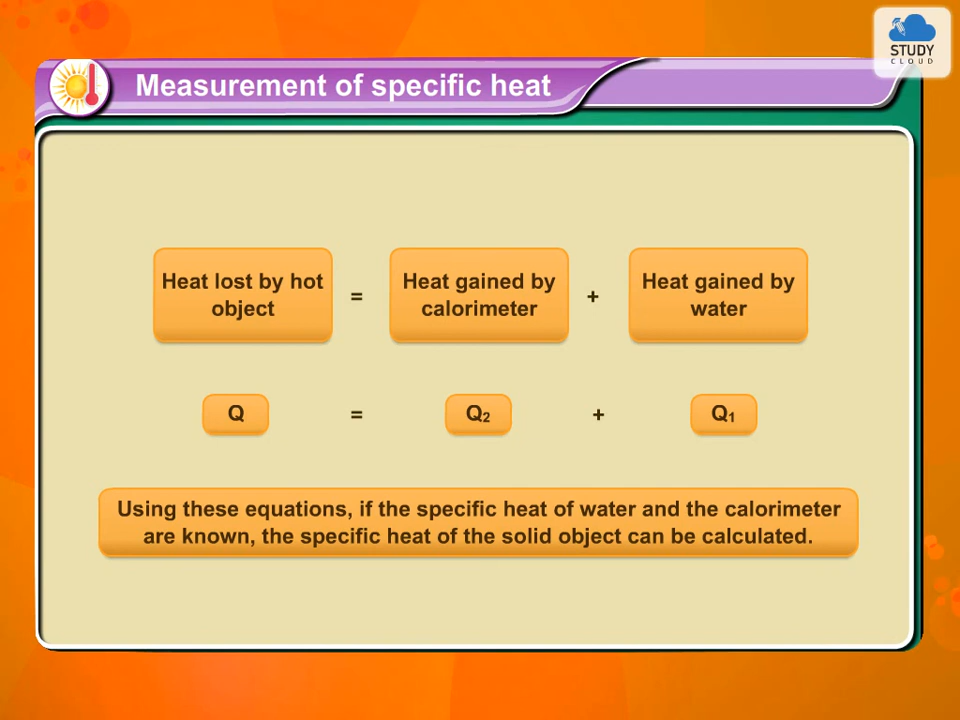 STUDY
CLOUD
Measurement of specific heat
Heat lost by hot
object
=
Heat gained by
calorimeter
+
Heat gained by
water
Q = Q₂ + Q₁
Using these equations, if the specific heat of water and the calorimeter
are known, the specific heat of the solid object can be calculated.